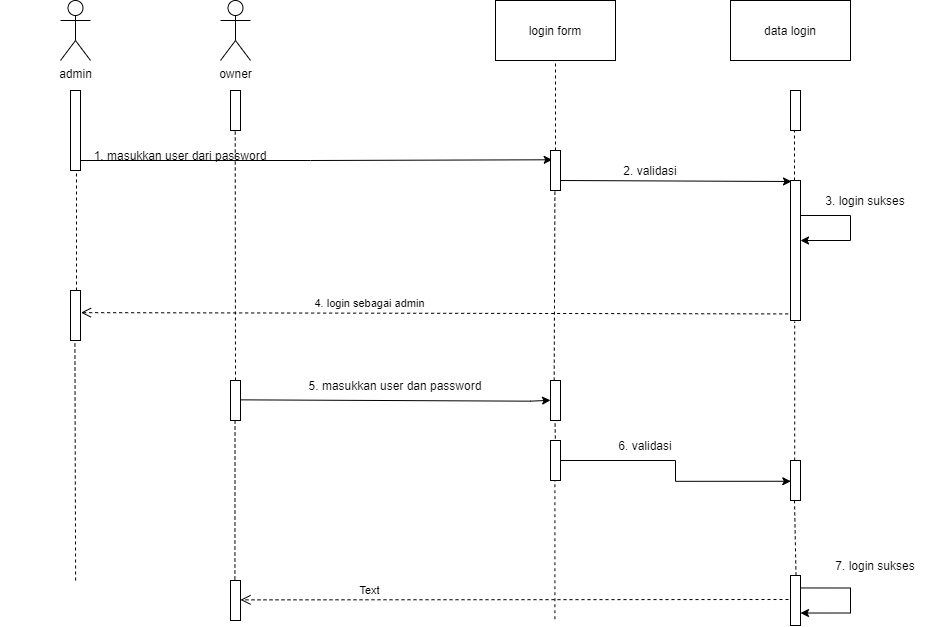 login form
data login
admin
owner
1. masukkan user dari password
2. validasi
3. login sukses
4. login sebagai admin
5. masukkan user dan password
6. validasi
7. login sukses
Text